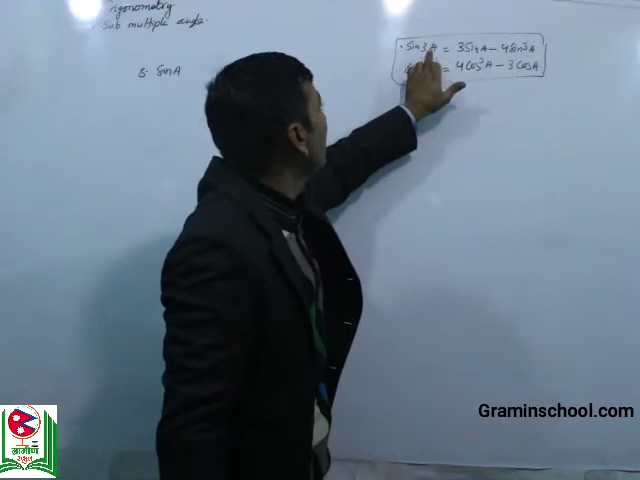 Trigonometry
Sub multiple angle.
8. SinA
. Sin3A = 3SinA - 4Sin³A
= 4Cos³A - 3CosA
Graminschool.com
ग्रामीण